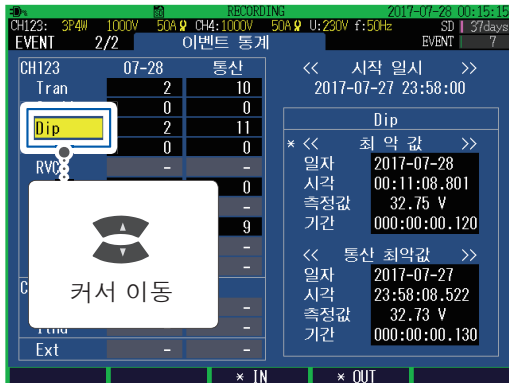 RECORDING 2017-07-28 00:15:15
CH123: 3P4W 1000V 50A CH4:1000V 50A U:230V f:50Hz SD 37days
EVENT 2/2 이벤트 통계 EVENT 7
CH123 07-28 통산
Tran 2 10
0 0
Dip 2 11
0 0
RVC - -
0
-
9
-
-
C
-
-
Ext - -
커서 이동
<< 시작 일시 >>
2017-07-27 23:58:00
Dip
* << 최 악 값 >>
일자 2017-07-28
시각 00:11:08.801
측정값 32.75 V
기간 000:00:00.120
<< 통산 최악값 >>
일자 2017-07-27
시각 23:58:08.522
측정값 32.73 V
기간 000:00:00.130
* IN * OUT